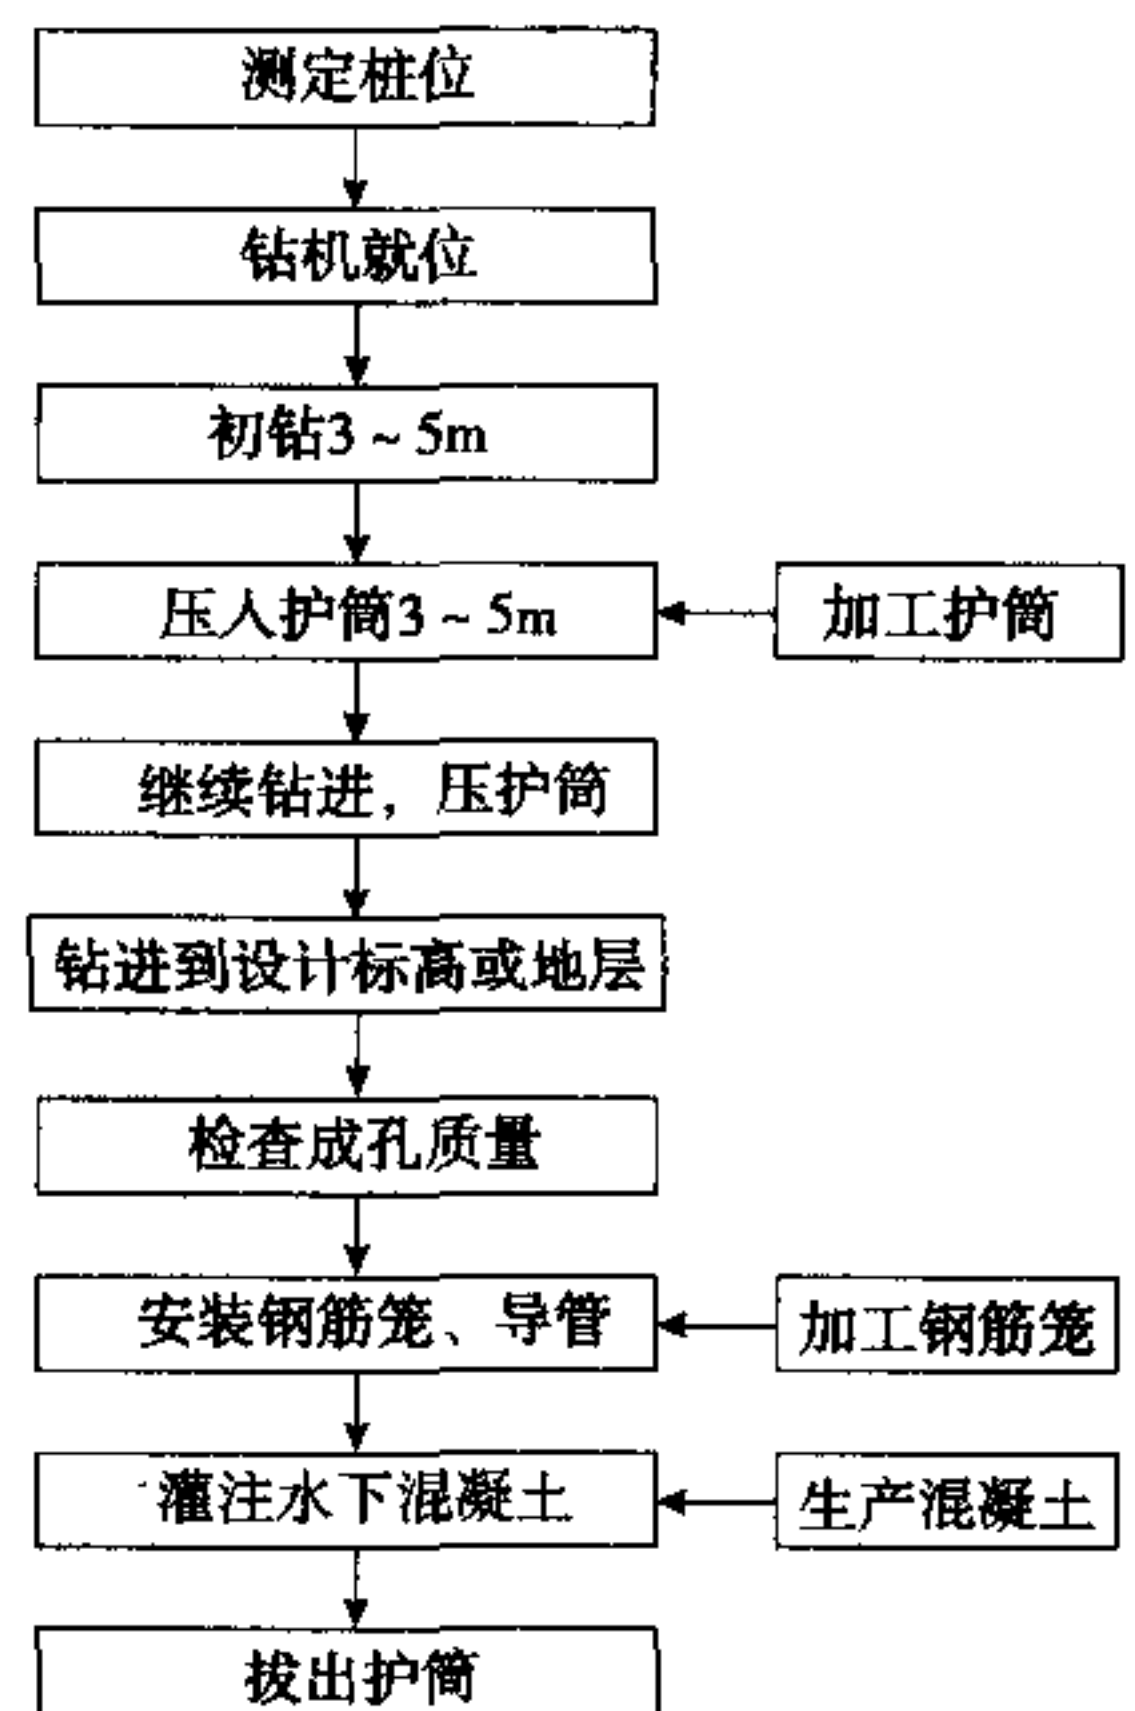 测定桩位
钻机就位
初钻3~5m
压人护筒3~5m
加工护筒
继续钻进，压护筒
钻进到设计标高或地层
检查成孔质量
安装钢筋笼、导管
加工钢筋笼
灌注水下混凝土
生产混凝土
拔出护筒